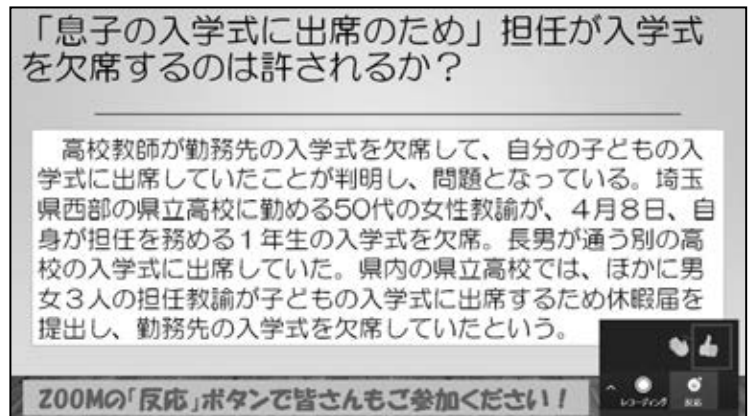 「息子の入学式に出席のため」担任が入学式
を欠席するのは許されるか？
高校教師が勤務先の入学式を欠席して、自分の子どもの入
学式に出席していたことが判明し、問題となっている。埼玉
県西部の県立高校に勤める50代の女性教諭が、４月８日、自
身が担任を務める１年生の入学式を欠席。長男が通う別の高
校の入学式に出席していた。県内の県立高校では、ほかに男
女３人の担任教諭が子どもの入学式に出席するため休暇届を
提出し、勤務先の入学式を欠席していたという。
ZOOMの「反応」ボタンで皆さんもご参加ください！
レコーディング
反応